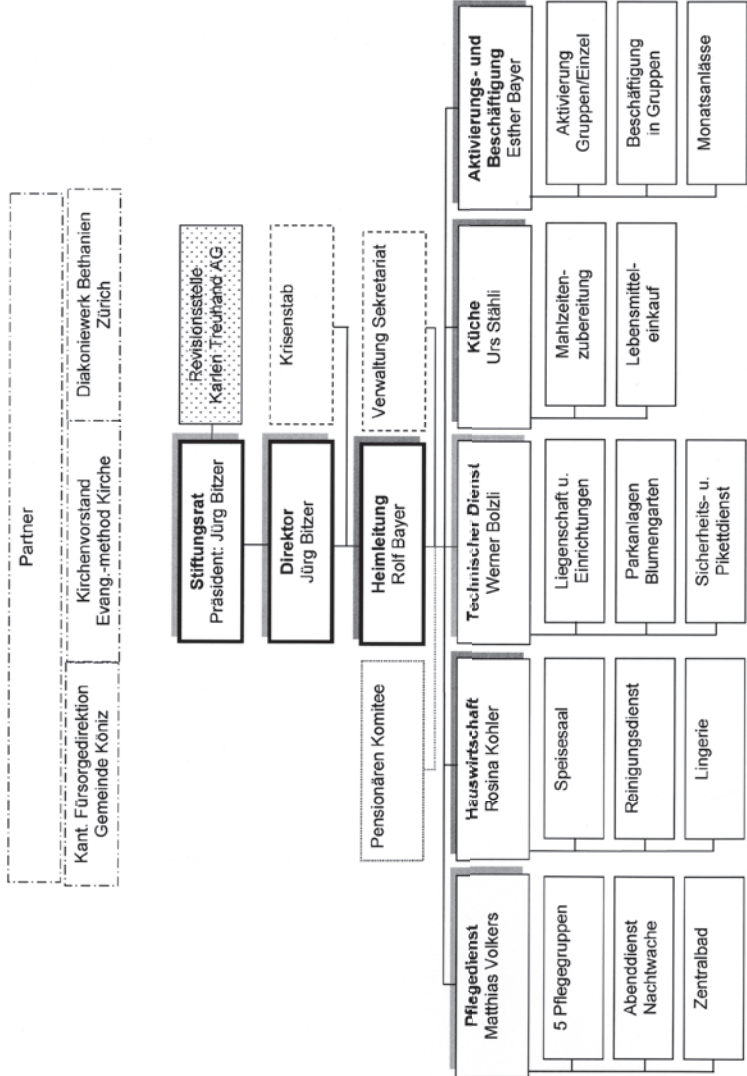 Partner
Kant. Fürsorgedirektion
Gemeinde Köniz
Kirchenvorstand
Evang.-method Kirche
Diakoniewerk Bethanien
Zürich
Stiftungsrat
Präsident: Jürg Bitzer
Revisionsstelle
Karlen Treuhand AG
Direktor
Jürg Bitzer
Krisenstab
Pensionären Komitee
Heimleitung
Rolf Bayer
Verwaltung Sekretariat
Pflegedienst
Matthias Volkers
5 Pflegegruppen
Abenddienst
Nachtwache
Zentralbad
Hauswirtschaft
Rosina Kohler
Speisesaal
Reinigungsdienst
Lingerie
Technischer Dienst
Werner Bolzli
Liegenschaft u.
Einrichtungen
Parkanlagen
Blumengarten
Sicherheits- u.
Pikettdienst
Küche
Urs Stähli
Mahlzeiten-
zubereitung
Lebensmittel-
einkauf
Aktivierungs- und
Beschäftigung
Esther Bayer
Aktivierung
Gruppen/Einzel
Beschäftigung
in Gruppen
Monatsanlässe